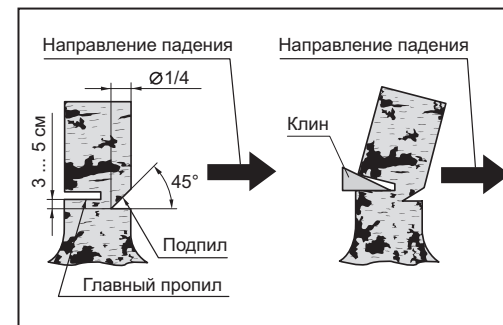 Направление падения
Направление падения
Ø1/4
Клин
3 ... 5 см
45°
Подпил
Главный пропил